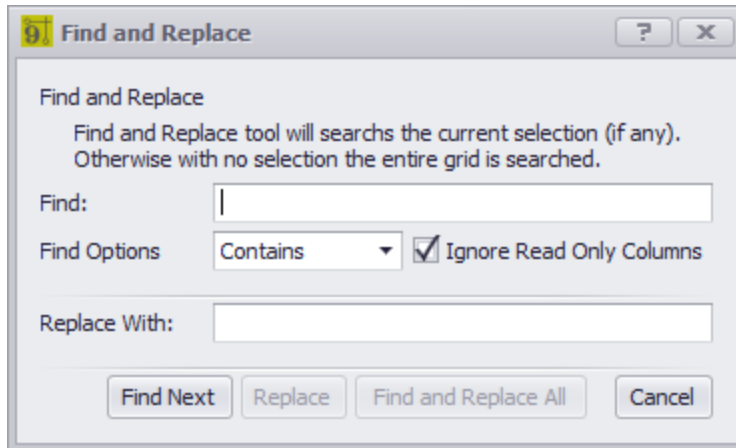 Find and Replace
Find and Replace
Find and Replace tool will searchs the current selection (if any).
Otherwise with no selection the entire grid is searched.
Find:
Find Options Contains Ignore Read Only Columns
Replace With:
Find Next Replace Find and Replace All Cancel